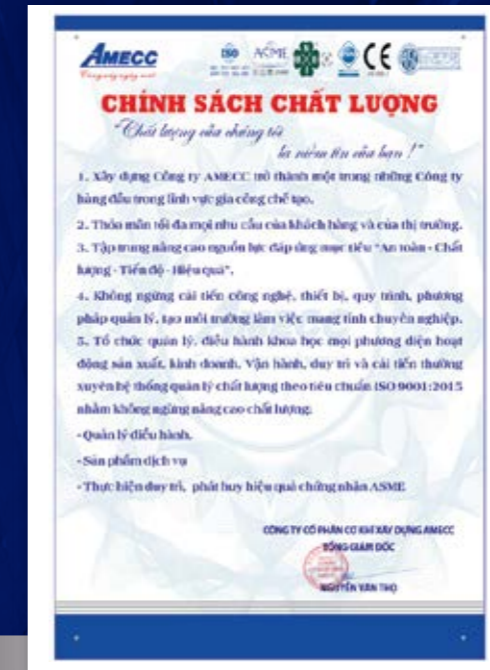 AMECC
ISO ACME CE
CHÍNH SÁCH CHẤT LƯỢNG
"Chất lượng của chúng tôi
là niềm tin của bạn !"
1. Xây dựng Công ty AMECC trở thành một trong những Công ty
hàng đầu trong lĩnh vực gia công chế tạo.
2. Thỏa mãn tối đa mọi nhu cầu của khách hàng và của thị trường.
3. Tập trung nâng cao nguồn lực đáp ứng mục tiêu "An toàn - Chất
lượng - Tiến độ - Hiệu quả".
4. Không ngừng cải tiến công nghệ, thiết bị, quy trình, phương
pháp quản lý, tạo môi trường làm việc mang tính chuyên nghiệp.
5. Tổ chức quản lý, điều hành khoa học mọi phương diện hoạt
động sản xuất, kinh doanh. Vận hành, duy trì và cải tiến thường
xuyên hệ thống quản lý chất lượng theo tiêu chuẩn ISO 9001:2015
nhằm không ngừng nâng cao chất lượng:
- Quản lý điều hành.
- Sản phẩm dịch vụ
- Thực hiện duy trì, phát huy hiệu quả chứng nhận ASME
CÔNG TY CỔ PHẦN CƠ KHÍ XÂY DỰNG AMECC
TỔNG GIÁM ĐỐC
NGUYỄN VĂN THỌ